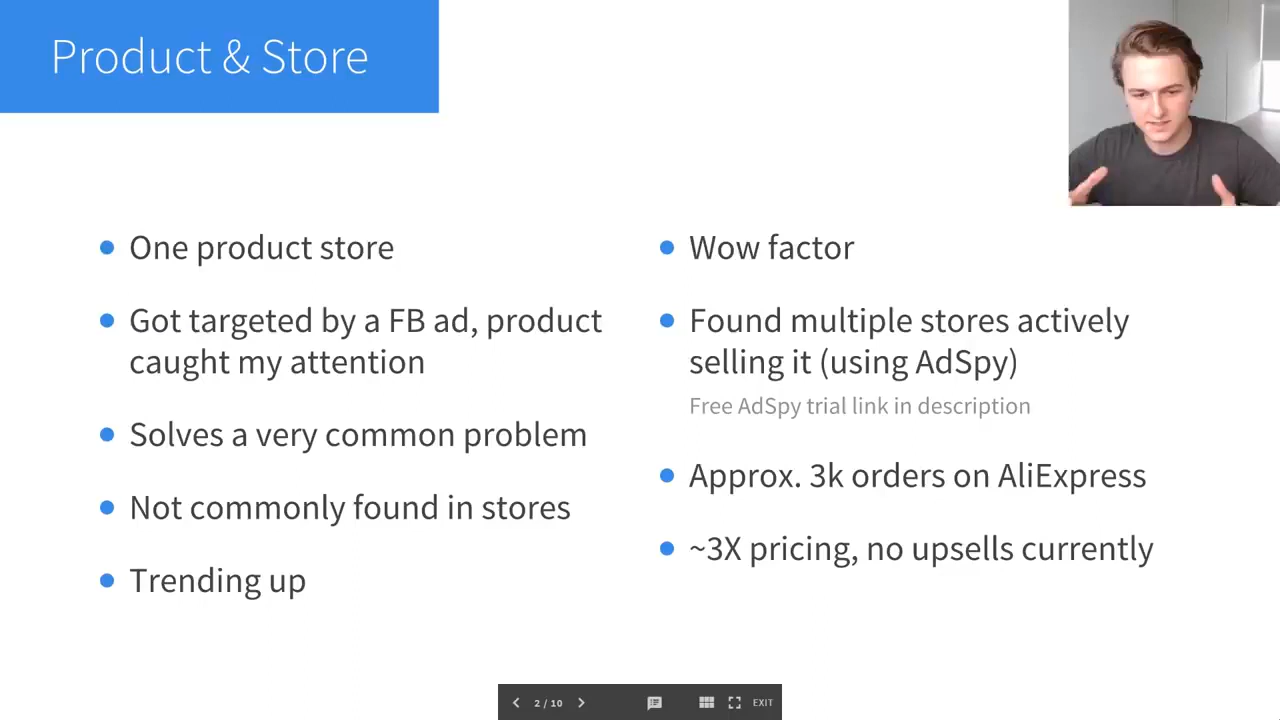 Product & Store
One product store
Got targeted by a FB ad, product
caught my attention
Solves a very common problem
Not commonly found in stores
Trending up
Wow factor
Found multiple stores actively
selling it (using AdSpy)
Free AdSpy trial link in description
Approx. 3k orders on AliExpress
~3X pricing, no upsells currently
2 / 10
EXIT